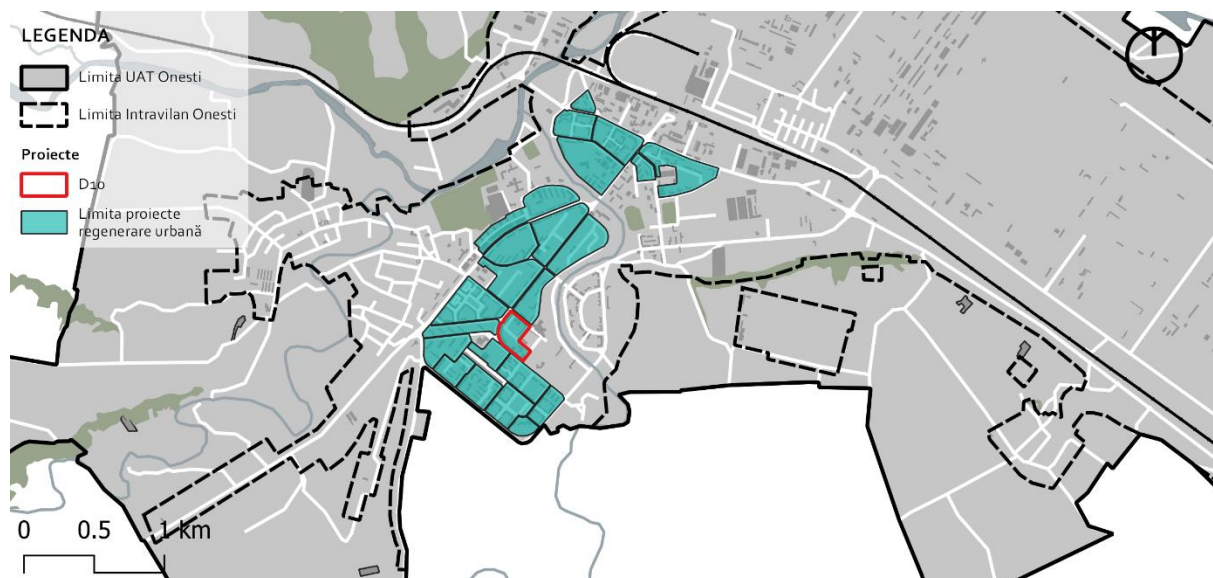 LEGENDA
Limita UAT Onesti
Limita Intravilan Onesti
Proiecte
D10
Limita proiecte
regenerare urbană
0 0.5 1 km